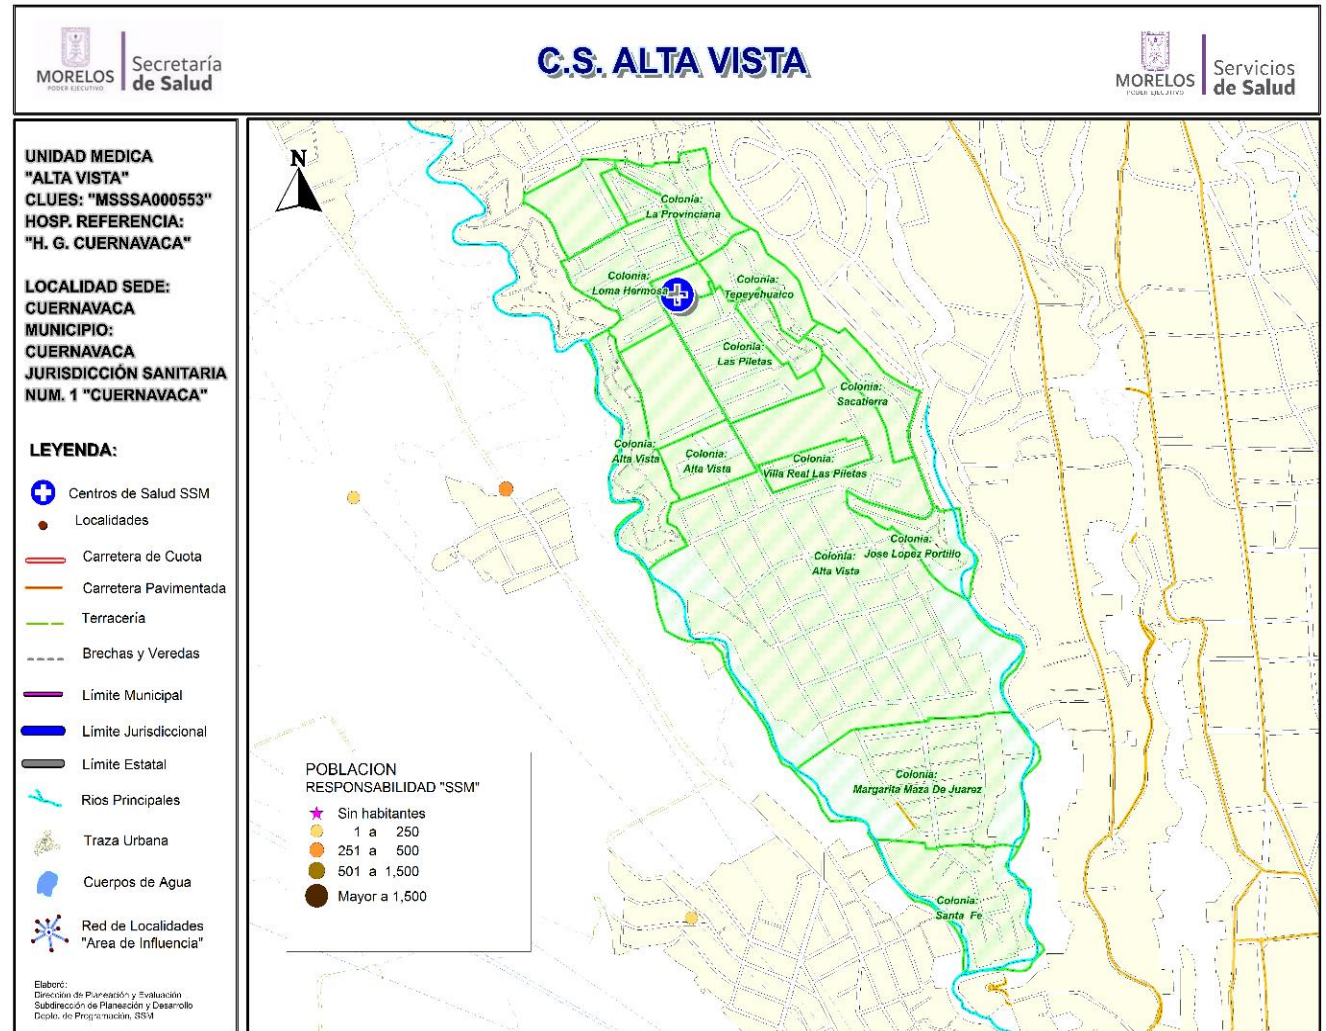 MORELOS
PODER EJECUTIVO
Secretaría
de Salud
C.S. ALTA VISTA
MORELOS
PODER EJECUTIVO
Servicios
de Salud
UNIDAD MEDICA
"ALTA VISTA"
CLUES: "MSSSA000553"
HOSP. REFERENCIA:
"H. G. CUERNAVACA"
LOCALIDAD SEDE:
CUERNAVACA
MUNICIPIO:
CUERNAVACA
JURISDICCIÓN SANITARIA
NUM. 1 "CUERNAVACA"
LEYENDA:
Centros de Salud SSM
Localidades
Carretera de Cuota
Carretera Pavimentada
Terracería
Brechas y Veredas
Límite Municipal
Límite Jurisdiccional
Límite Estatal
Rios Principales
Traza Urbana
Cuerpos de Agua
Red de Localidades
"Area de Influencia"
Elaboró:
Dirección de Planeación y Evaluación
Subdirección de Planeación y Desarrollo
Depto. de Programación, SSM
N
Colonia:
La Provinciana
Colonia:
Loma Hermosa
Colonia:
Tepeyehualco
Colonia:
Las Piletas
Colonia:
Sacatierra
Colonia:
Alta Vista
Colonia:
Alta Vista
Colonia:
Villa Real Las Piletas
Colonia:
Jose Lopez Portillo
Colonia:
Alta Vista
Colonia:
Margarita Maza De Juarez
Colonia:
Santa Fe
POBLACION
RESPONSABILIDAD "SSM"
Sin habitantes
1 a 250
251 a 500
501 a 1,500
Mayor a 1,500